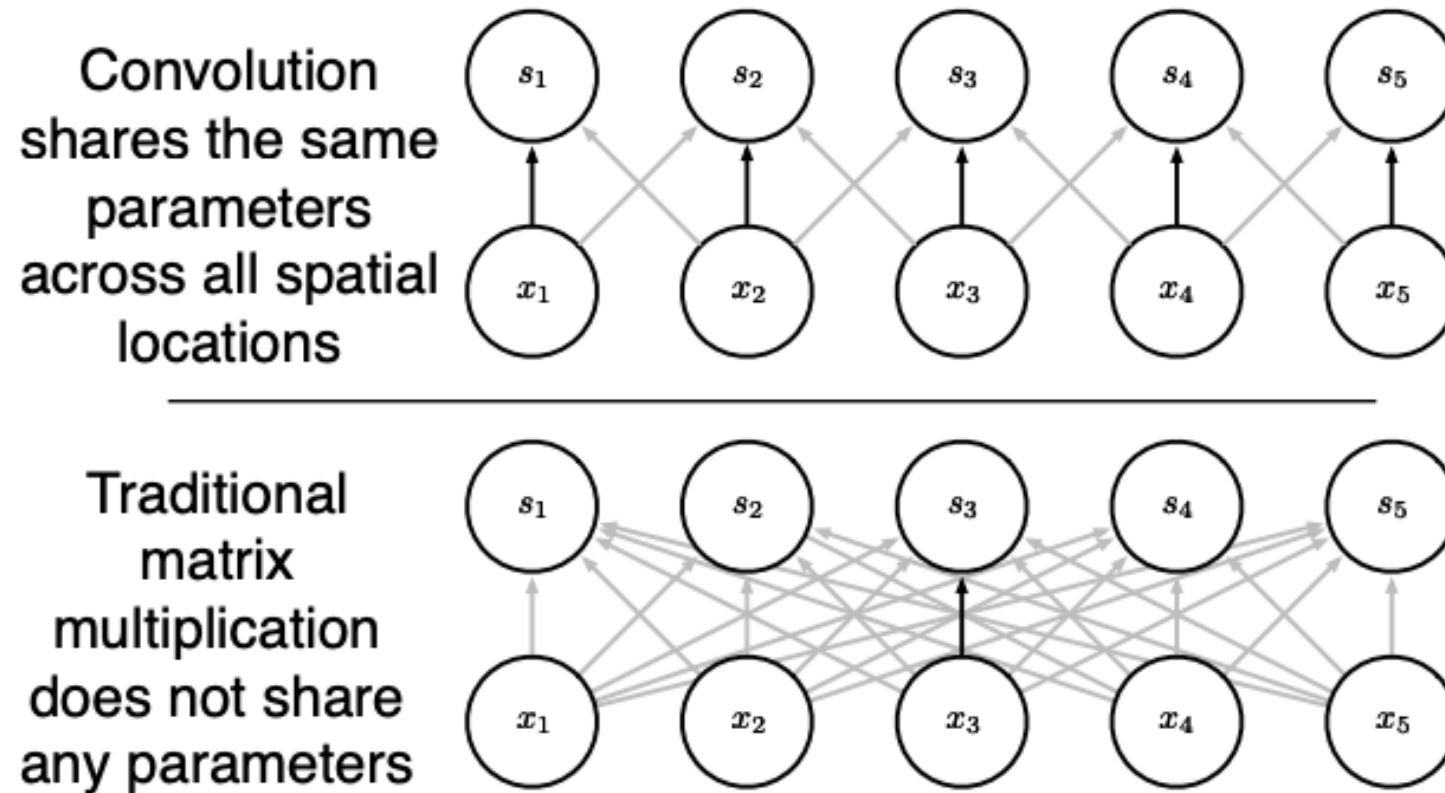 Convolution
shares the same
parameters
across all spatial
locations
s₁ s₂ s₃ s₄ s₅
x₁ x₂ x₃ x₄ x₅
Traditional
matrix
multiplication
does not share
any parameters
s₁ s₂ s₃ s₄ s₅
x₁ x₂ x₃ x₄ x₅